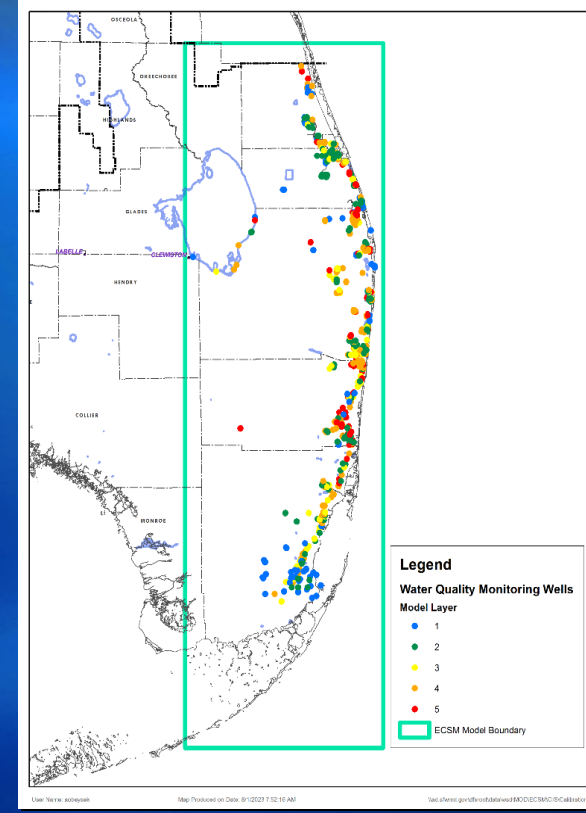 OSCEOLA
OKEECHOBEE
HIGHLANDS
GLADES
LABELLE
CLEWISTON
HENDRY
COLLIER
MONROE
Legend
Water Quality Monitoring Wells
Model Layer
1
2
3
4
5
ECSM Model Boundary
User Name: aobeysek
Map Produced on Date: 8/1/2023 7:52:16 AM